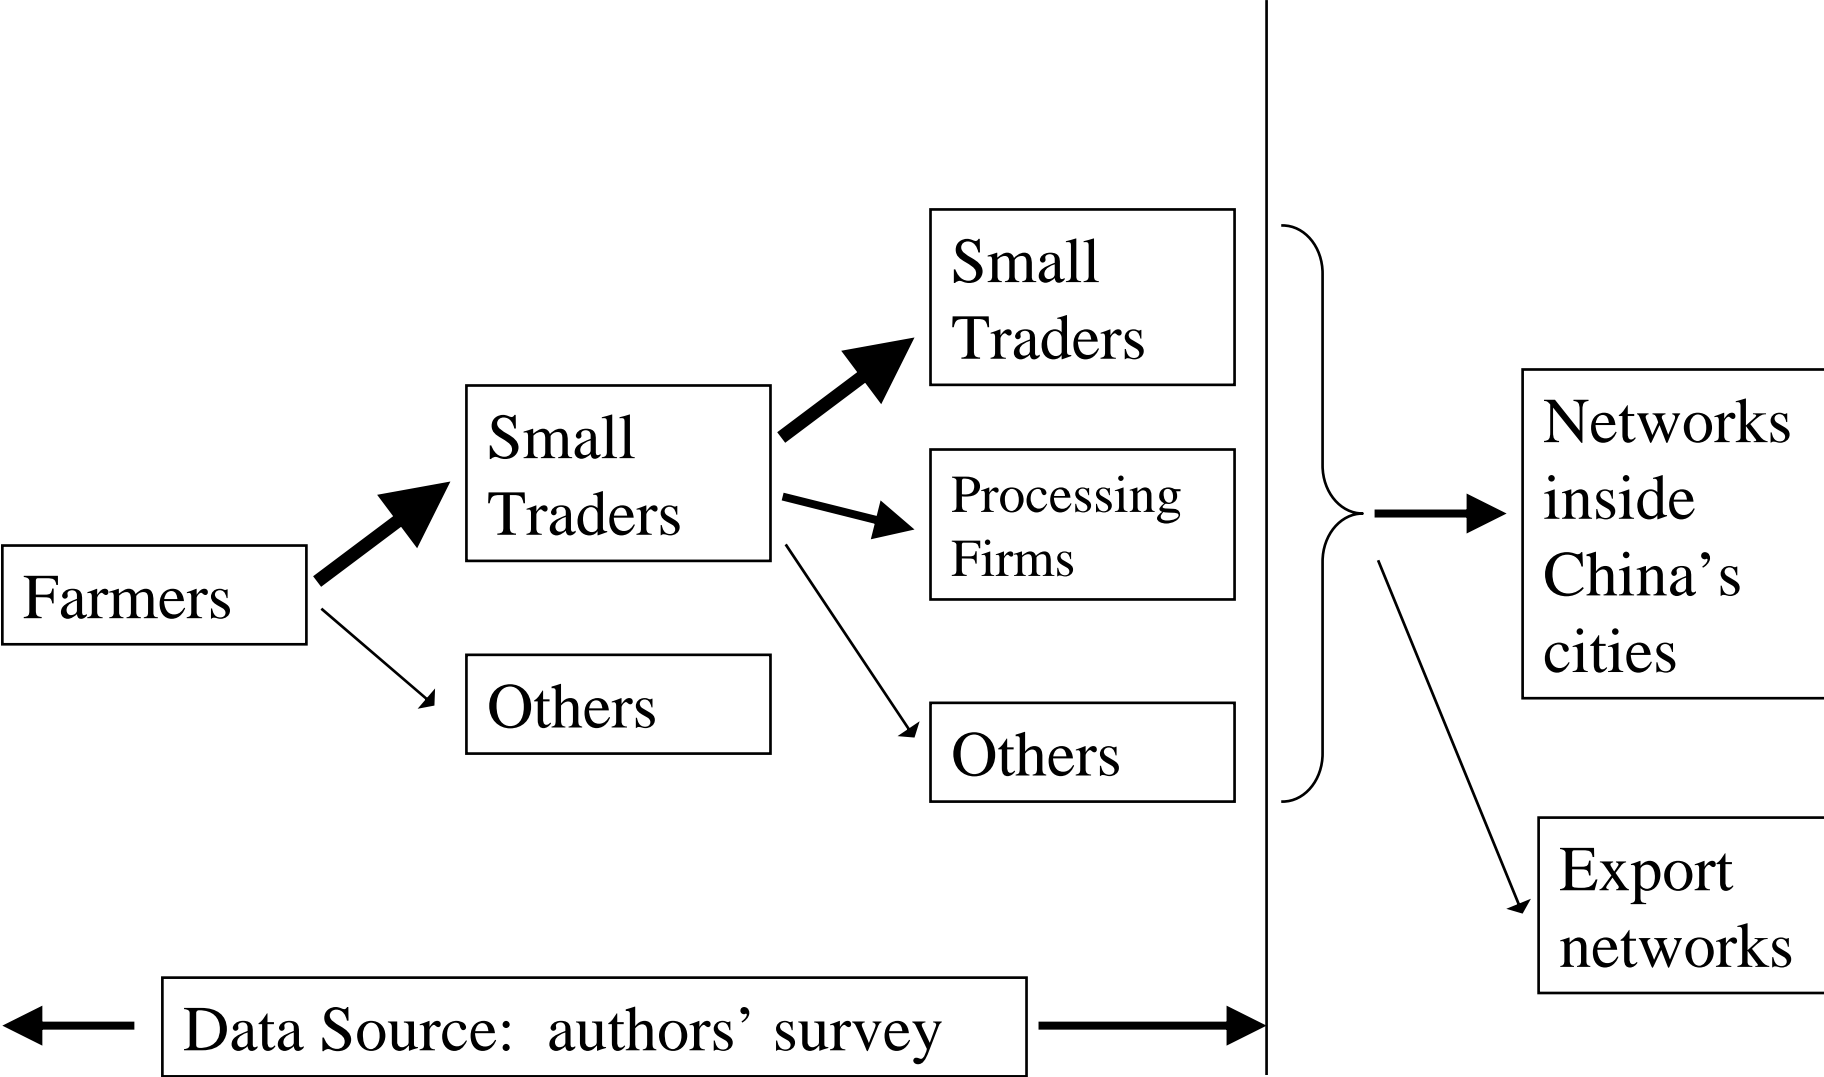 Farmers
Small
Traders
Others
Small
Traders
Processing
Firms
Others
Networks
inside
China’s
cities
Export
networks
Data Source:  authors’ survey